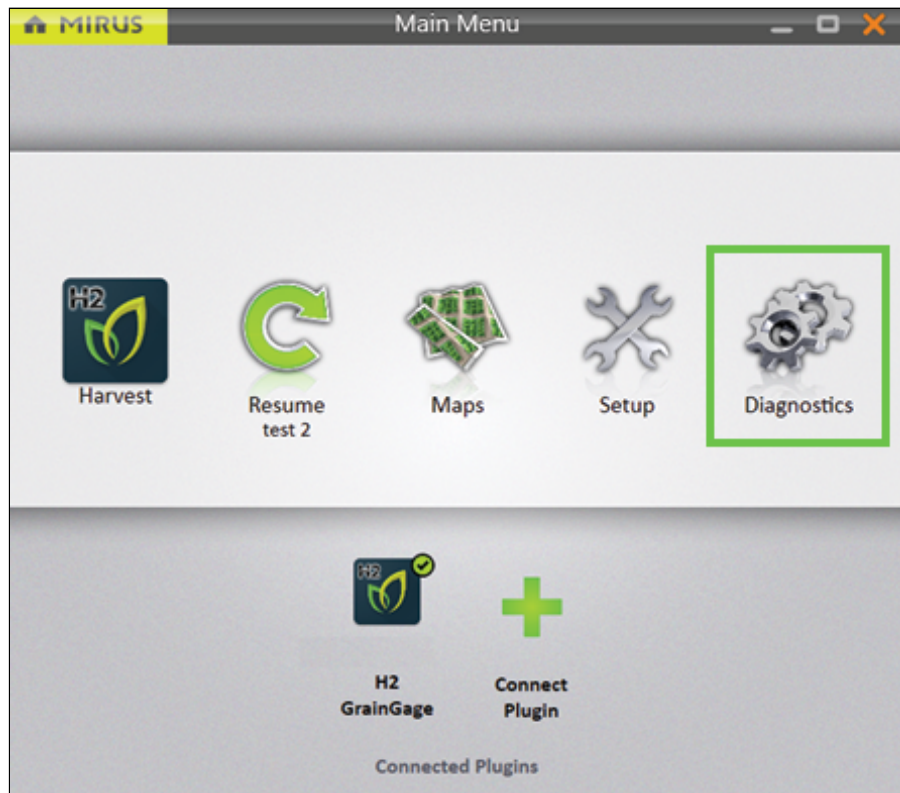 MIRUS
Main Menu
H2
Harvest
Resume
test 2
Maps
Setup
Diagnostics
H2
H2
GrainGage
Connect
Plugin
Connected Plugins